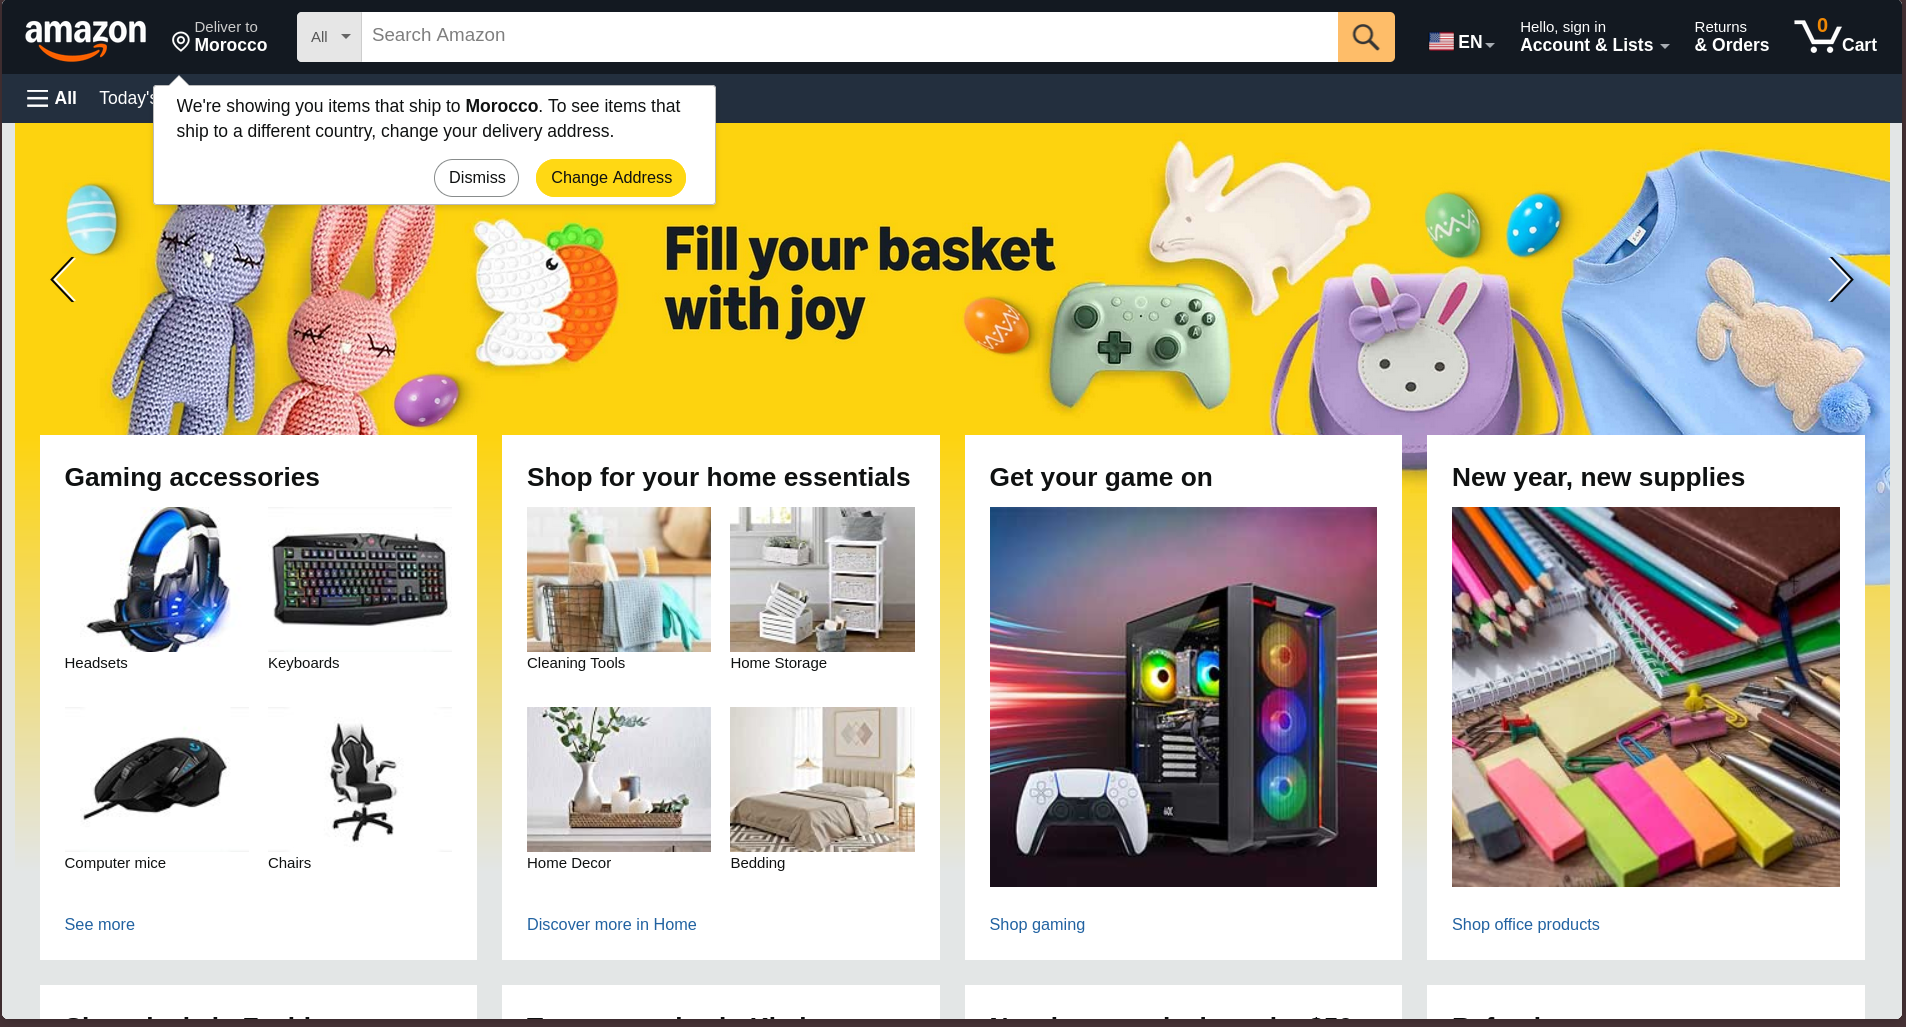 amazon
Deliver to
Morocco
All
Search Amazon
EN
Hello, sign in
Account & Lists
Returns
& Orders
0
Cart
All
Today's
We're showing you items that ship to Morocco. To see items that
ship to a different country, change your delivery address.
Dismiss
Change Address
Fill your basket
with joy
Y
X
B
A
Gaming accessories
Headsets
Keyboards
Computer mice
Chairs
See more
Shop for your home essentials
Cleaning Tools
Home Storage
Home Decor
Bedding
Discover more in Home
Get your game on
Shop gaming
New year, new supplies
Shop office products